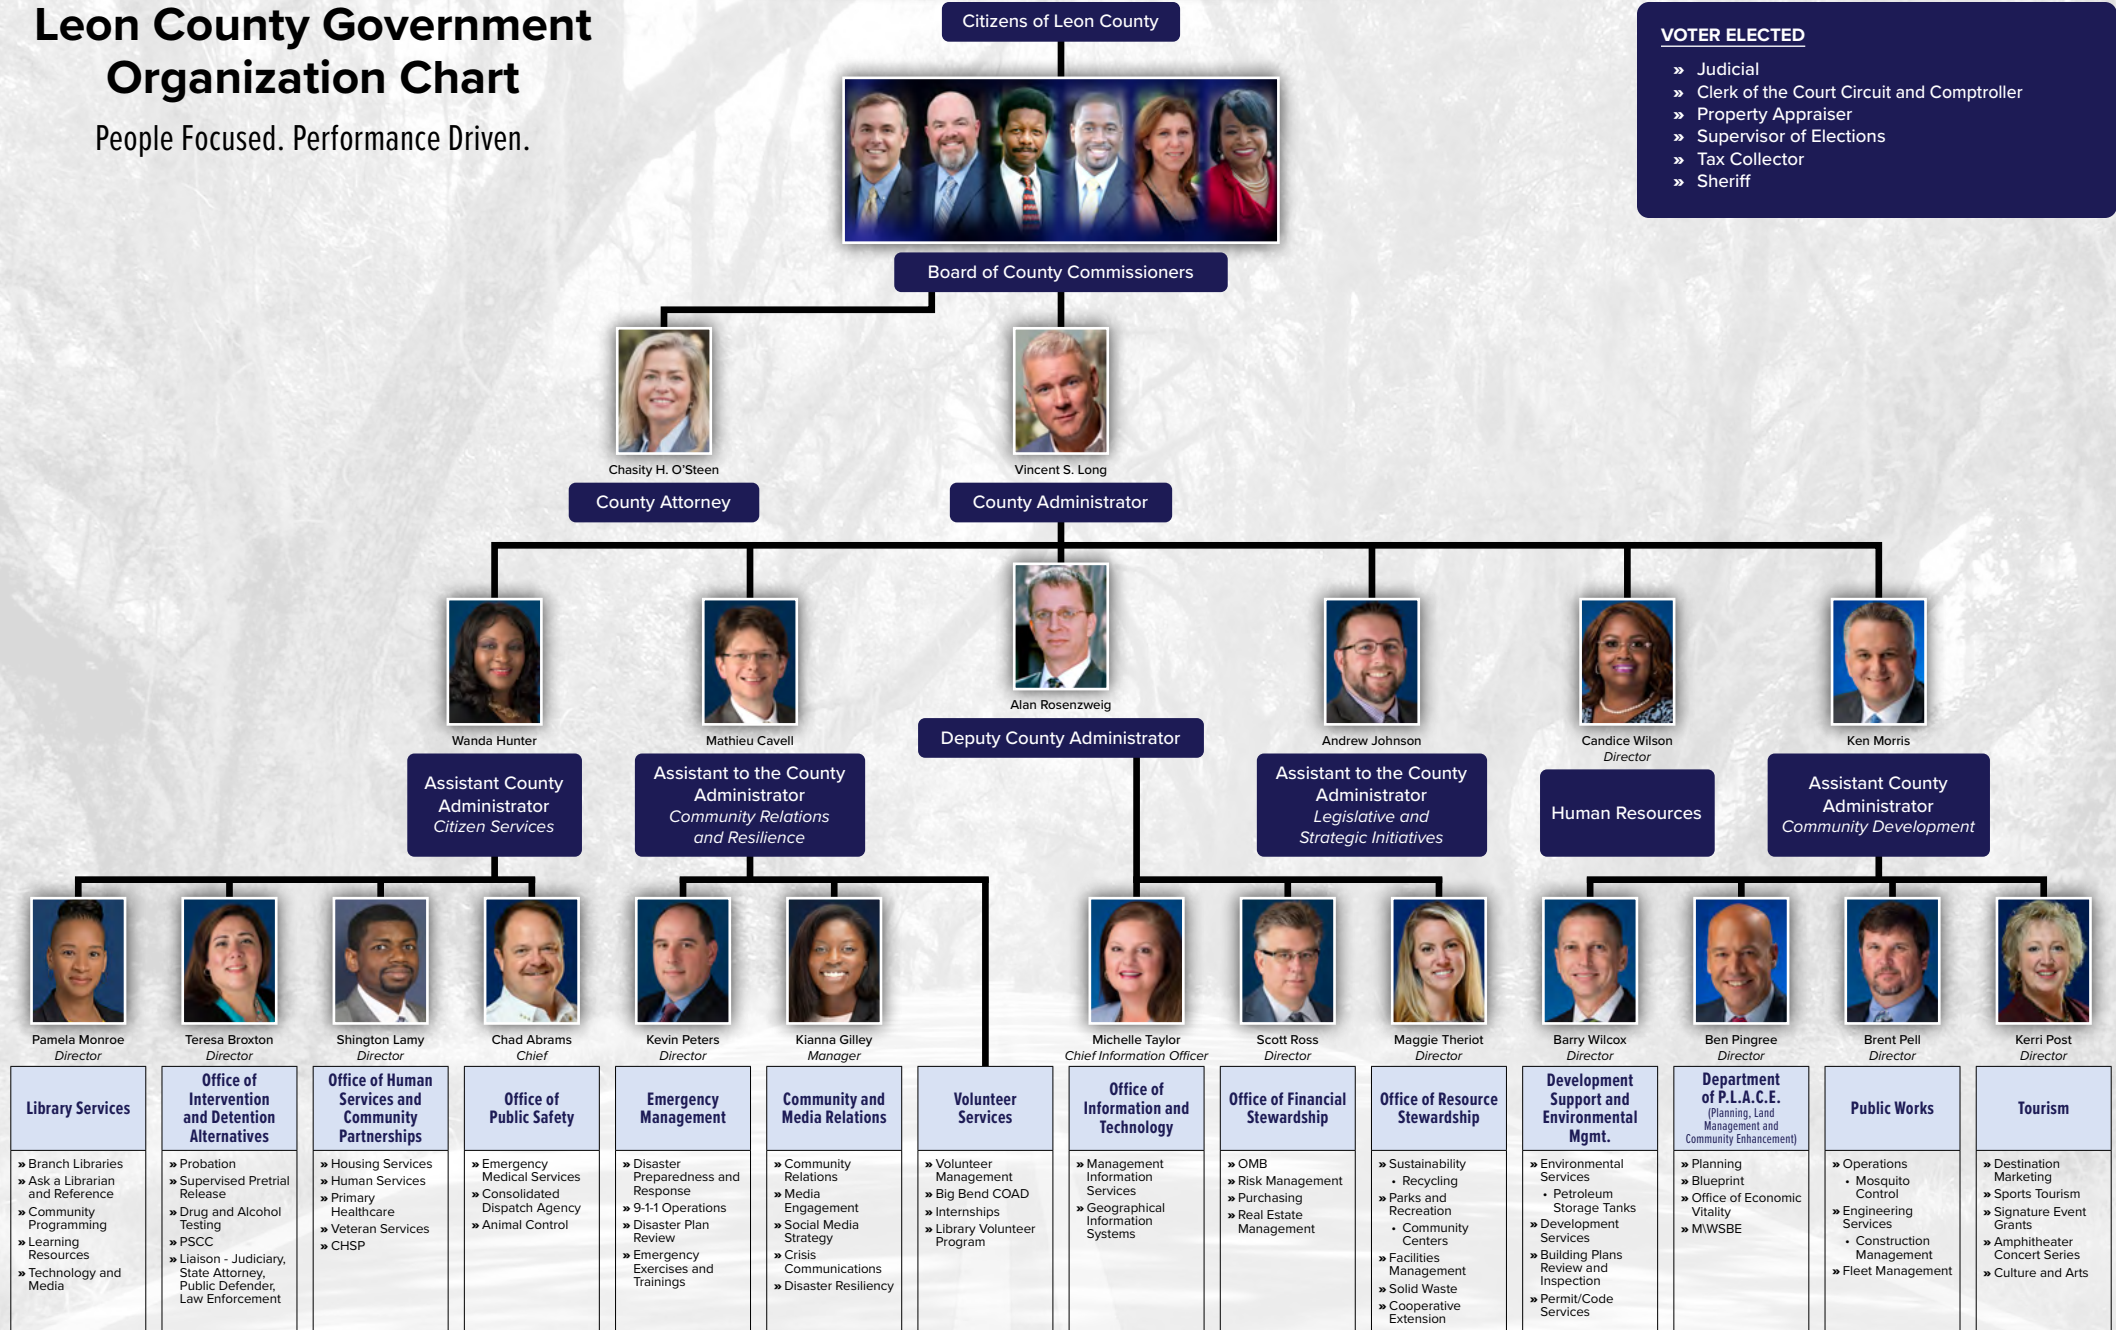 Leon County Government
Organization Chart
People Focused. Performance Driven.
Citizens of Leon County
VOTER ELECTED
» Judicial
» Clerk of the Court Circuit and Comptroller
» Property Appraiser
» Supervisor of Elections
» Tax Collector
» Sheriff
Board of County Commissioners
Chasity H. O'Steen
County Attorney
Vincent S. Long
County Administrator
Wanda Hunter
Assistant County
Administrator
Citizen Services
Mathieu Cavell
Assistant to the County
Administrator
Community Relations
and Resilience
Alan Rosenzweig
Deputy County Administrator
Andrew Johnson
Assistant to the County
Administrator
Legislative and
Strategic Initiatives
Candice Wilson
Director
Human Resources
Ken Morris
Assistant County
Administrator
Community Development
Pamela Monroe
Director
Library Services
» Branch Libraries
» Ask a Librarian
and Reference
» Community
Programming
» Learning
Resources
» Technology and
Media
Teresa Broxton
Director
Office of
Intervention
and Detention
Alternatives
» Probation
» Supervised Pretrial
Release
» Drug and Alcohol
Testing
» PSCC
» Liaison - Judiciary,
State Attorney,
Public Defender,
Law Enforcement
Shington Lamy
Director
Office of Human
Services and
Community
Partnerships
» Housing Services
» Human Services
» Primary
Healthcare
» Veteran Services
» CHSP
Chad Abrams
Chief
Office of
Public Safety
» Emergency
Medical Services
» Consolidated
Dispatch Agency
» Animal Control
Kevin Peters
Director
Emergency
Management
» Disaster
Preparedness and
Response
» 9-1-1 Operations
» Disaster Plan
Review
» Emergency
Exercises and
Trainings
Kianna Gilley
Manager
Community and
Media Relations
» Community
Relations
» Media
Engagement
» Social Media
Strategy
» Crisis
Communications
» Disaster Resiliency
Volunteer
Services
» Volunteer
Management
» Big Bend COAD
» Internships
» Library Volunteer
Program
Michelle Taylor
Chief Information Officer
Office of
Information and
Technology
» Management
Information
Services
» Geographical
Information
Systems
Scott Ross
Director
Office of Financial
Stewardship
» OMB
» Risk Management
» Purchasing
» Real Estate
Management
Maggie Theriot
Director
Office of Resource
Stewardship
» Sustainability
• Recycling
» Parks and
Recreation
• Community
Centers
» Facilities
Management
» Solid Waste
» Cooperative
Extension
Barry Wilcox
Director
Development
Support and
Environmental
Mgmt.
» Environmental
Services
• Petroleum
Storage Tanks
» Development
Services
» Building Plans
Review and
Inspection
» Permit/Code
Services
Ben Pingree
Director
Department
of P.L.A.C.E.
(Planning, Land
Management and
Community Enhancement)
» Planning
» Blueprint
» Office of Economic
Vitality
» M\WSBE
Brent Pell
Director
Public Works
» Operations
• Mosquito
Control
» Engineering
Services
• Construction
Management
» Fleet Management
Kerri Post
Director
Tourism
» Destination
Marketing
» Sports Tourism
» Signature Event
Grants
» Amphitheater
Concert Series
» Culture and Arts